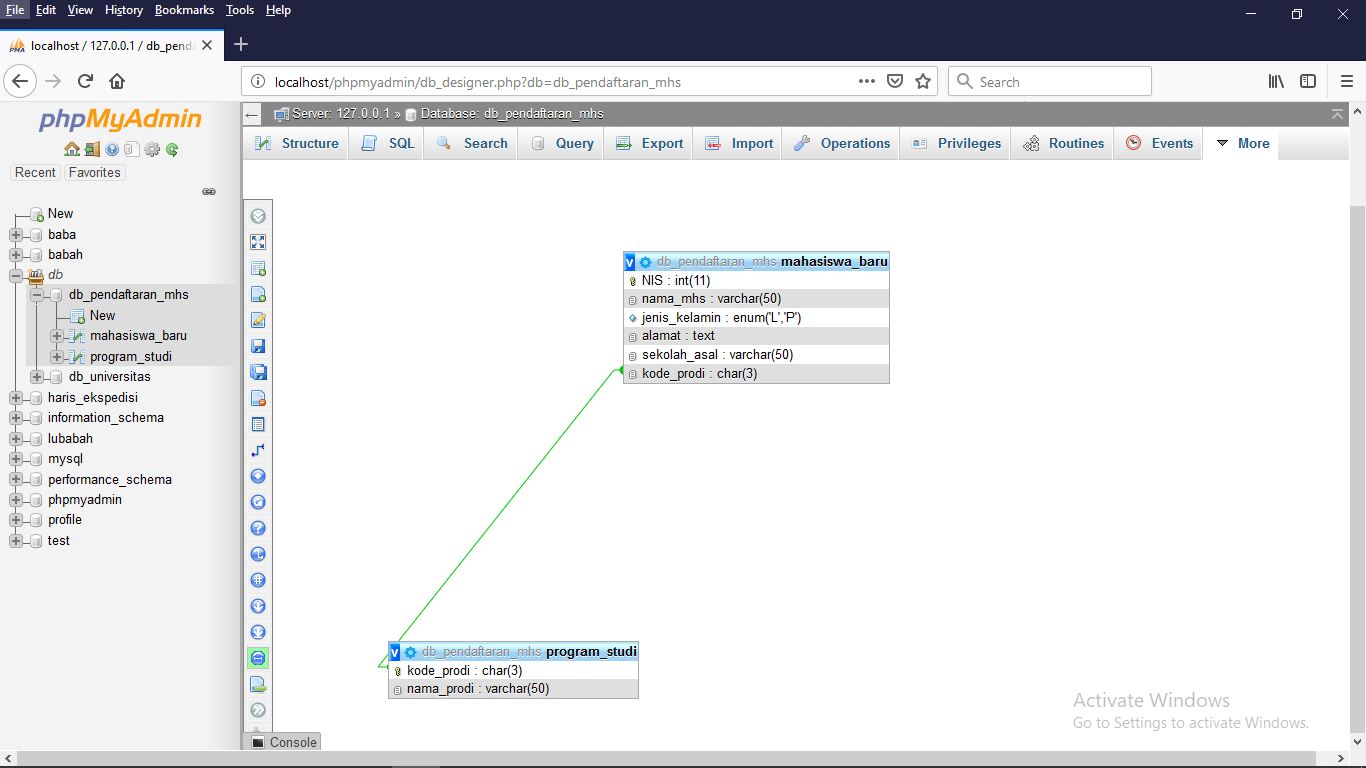 File Edit View History Bookmarks Tools Help
localhost / 127.0.0.1 / db_penda
localhost/phpmyadmin/db_designer.php?db=db_pendaftaran_mhs
Search
phpMyAdmin
Recent Favorites
New
baba
babah
db
db_pendaftaran_mhs
New
mahasiswa_baru
program_studi
db_universitas
haris_ekspedisi
information_schema
lubabah
mysql
performance_schema
phpmyadmin
profile
test
Server: 127.0.0.1 » Database: db_pendaftaran_mhs
Structure SQL Search Query Export Import Operations Privileges Routines Events More
v db_pendaftaran_mhs mahasiswa_baru
NIS : int(11)
nama_mhs : varchar(50)
jenis_kelamin : enum('L','P')
alamat : text
sekolah_asal : varchar(50)
kode_prodi : char(3)
v db_pendaftaran_mhs program_studi
kode_prodi : char(3)
nama_prodi : varchar(50)
Console
Activate Windows
Go to Settings to activate Windows.